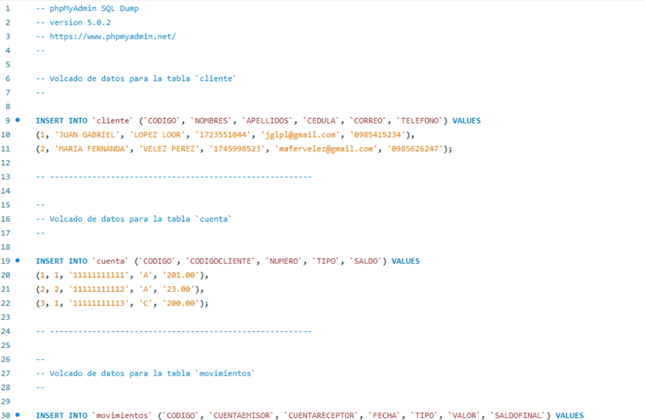 1 -- phpMyAdmin SQL Dump
2 -- version 5.0.2
3 -- https://www.phpmyadmin.net/
4 --
5
6 -- Volcado de datos para la tabla `cliente`
7 --
8
9 INSERT INTO `cliente` (`CODIGO`, `NOMBRES`, `APELLIDOS`, `CEDULA`, `CORREO`, `TELEFONO`) VALUES
10 (1, 'JUAN GABRIEL', 'LOPEZ LOOR', '1723551044', 'jglpl@gmail.com', '0985415234'),
11 (2, 'MARIA FERNANDA', 'VELEZ PEREZ', '1745998523', 'mafervelez@gmail.com', '0985626247');
12
13 -- --------------------------------------------------------
14
15 --
16 -- Volcado de datos para la tabla `cuenta`
17 --
18
19 INSERT INTO `cuenta` (`CODIGO`, `CODIGOCLIENTE`, `NUMERO`, `TIPO`, `SALDO`) VALUES
20 (1, 1, '11111111111', 'A', '201.00'),
21 (2, 2, '11111111112', 'A', '23.00'),
22 (3, 1, '11111111113', 'C', '200.00');
23
24 -- --------------------------------------------------------
25
26 --
27 -- Volcado de datos para la tabla `movimientos`
28 --
29
30 INSERT INTO `movimientos` (`CODIGO`, `CUENTAEMISOR`, `CUENTARECEPTOR`, `FECHA`, `TIPO`, `VALOR`, `SALDOFINAL`) VALUES